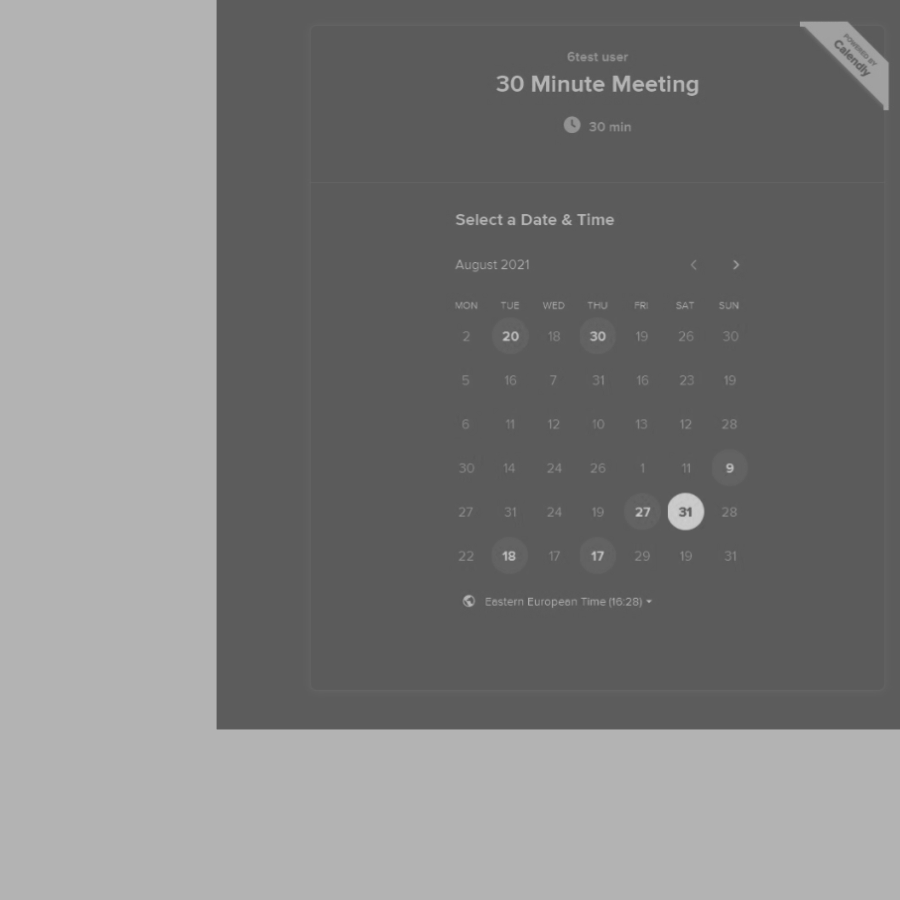 6test user
30 Minute Meeting
30 min
POWERED BY
Calendly
Select a Date & Time
August 2021
MON TUE WED THU FRI SAT SUN
2 20 18 30 19 26 30
5 16 7 31 16 23 19
6 11 12 10 13 12 28
30 14 24 26 1 11 9
27 31 24 19 27 31 28
22 18 17 17 29 19 31
Eastern European Time (16:28)